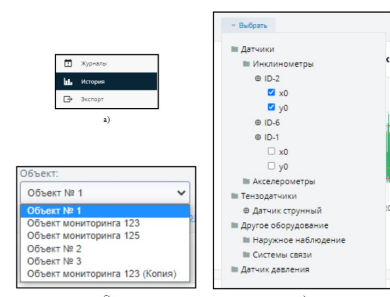 Журналы
История
Экспорт
а)
Объект:
Объект № 1
Объект № 1
Объект мониторинга 123
Объект мониторинга 125
Объект № 2
Объект № 3
Объект мониторинга 123 (Копия)
Выбрать
Датчики
Инклинометры
ID-2
x0
y0
ID-6
ID-1
x0
y0
Акселерометры
Тензодатчики
Датчик струнный
Другое оборудование
Наружное наблюдение
Системы связи
Датчик давления